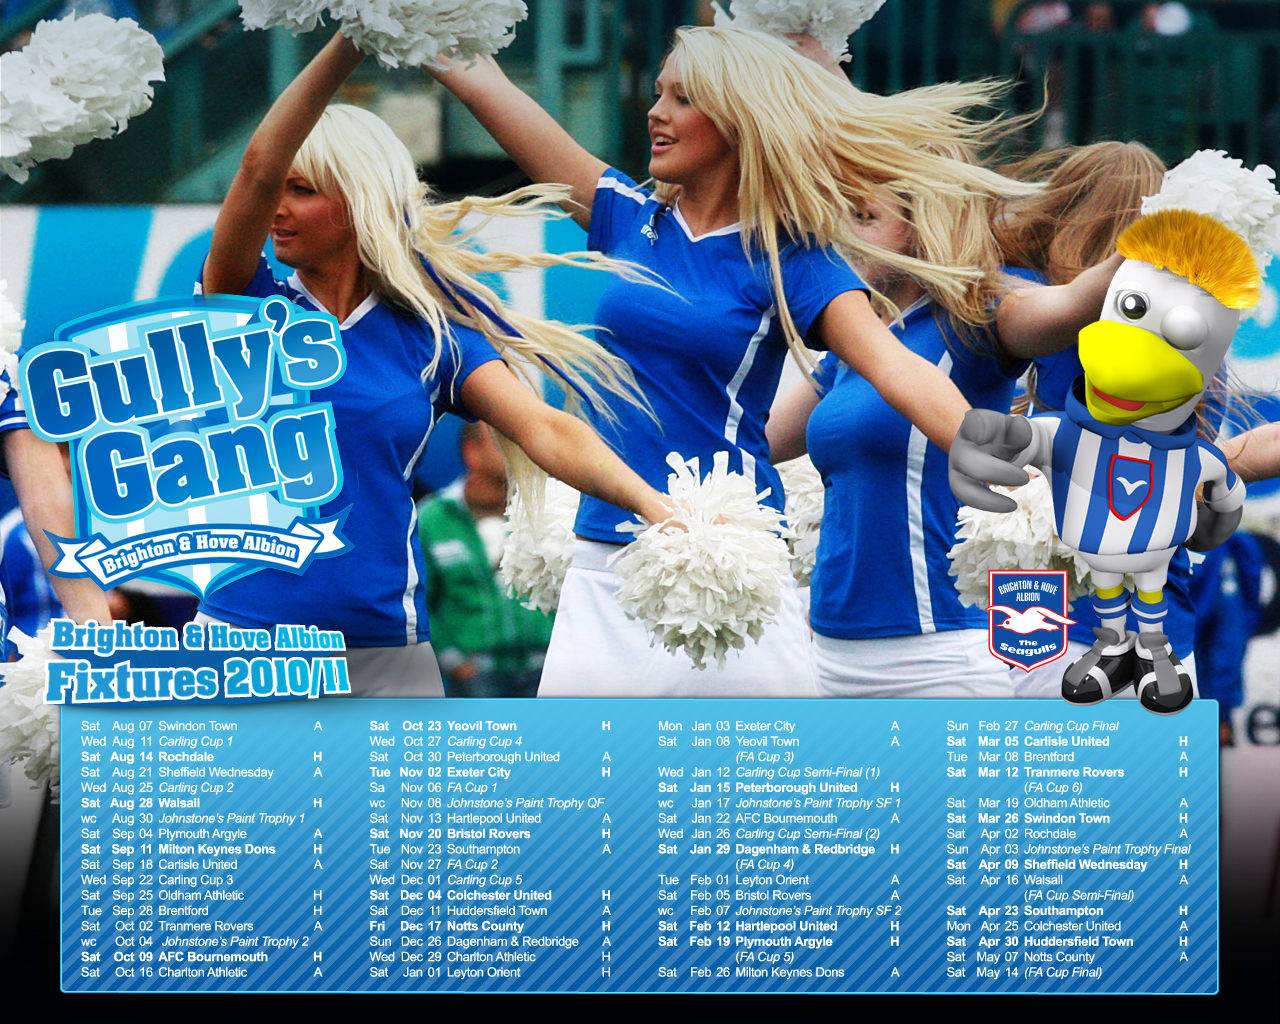 Gully's
Gang
Brighton & Hove Albion
Brighton & Hove Albion
Fixtures 2010/11
BRIGHTON & HOVE
ALBION
The
Seagulls
Sat Aug 07 Swindon Town A
Wed Aug 11 Carling Cup 1
Sat Aug 14 Rochdale H
Sat Aug 21 Sheffield Wednesday A
Wed Aug 25 Carling Cup 2
Sat Aug 28 Walsall H
wc Aug 30 Johnstone's Paint Trophy 1
Sat Sep 04 Plymouth Argyle A
Sat Sep 11 Milton Keynes Dons H
Sat Sep 18 Carlisle United A
Wed Sep 22 Carling Cup 3
Sat Sep 25 Oldham Athletic H
Tue Sep 28 Brentford H
Sat Oct 02 Tranmere Rovers A
wc Oct 04 Johnstone's Paint Trophy 2
Sat Oct 09 AFC Bournemouth H
Sat Oct 16 Charlton Athletic A
Sat Oct 23 Yeovil Town H
Wed Oct 27 Carling Cup 4
Sat Oct 30 Peterborough United A
Tue Nov 02 Exeter City H
Sa Nov 06 FA Cup 1
wc Nov 08 Johnstone's Paint Trophy QF
Sat Nov 13 Hartlepool United A
Sat Nov 20 Bristol Rovers H
Tue Nov 23 Southampton A
Sat Nov 27 FA Cup 2
Wed Dec 01 Carling Cup 5
Sat Dec 04 Colchester United H
Sat Dec 11 Huddersfield Town A
Fri Dec 17 Notts County H
Sun Dec 26 Dagenham & Redbridge A
Wed Dec 29 Charlton Athletic H
Sat Jan 01 Leyton Orient H
Mon Jan 03 Exeter City A
Sat Jan 08 Yeovil Town A
(FA Cup 3)
Wed Jan 12 Carling Cup Semi-Final (1)
Sat Jan 15 Peterborough United H
wc Jan 17 Johnstone's Paint Trophy SF 1
Sat Jan 22 AFC Bournemouth A
Wed Jan 26 Carling Cup Semi-Final (2)
Sat Jan 29 Dagenham & Redbridge H
(FA Cup 4)
Tue Feb 01 Leyton Orient A
Sat Feb 05 Bristol Rovers A
wc Feb 07 Johnstone's Paint Trophy SF 2
Sat Feb 12 Hartlepool United H
Sat Feb 19 Plymouth Argyle H
(FA Cup 5)
Sat Feb 26 Milton Keynes Dons A
Sun Feb 27 Carling Cup Final
Sat Mar 05 Carlisle United H
Tue Mar 08 Brentford A
Sat Mar 12 Tranmere Rovers H
(FA Cup 6)
Sat Mar 19 Oldham Athletic A
Sat Mar 26 Swindon Town H
Sat Apr 02 Rochdale A
Sun Apr 03 Johnstone's Paint Trophy Final
Sat Apr 09 Sheffield Wednesday H
Sat Apr 16 Walsall A
(FA Cup Semi-Final)
Sat Apr 23 Southampton H
Mon Apr 25 Colchester United A
Sat Apr 30 Huddersfield Town H
Sat May 07 Notts County A
Sat May 14 (FA Cup Final)